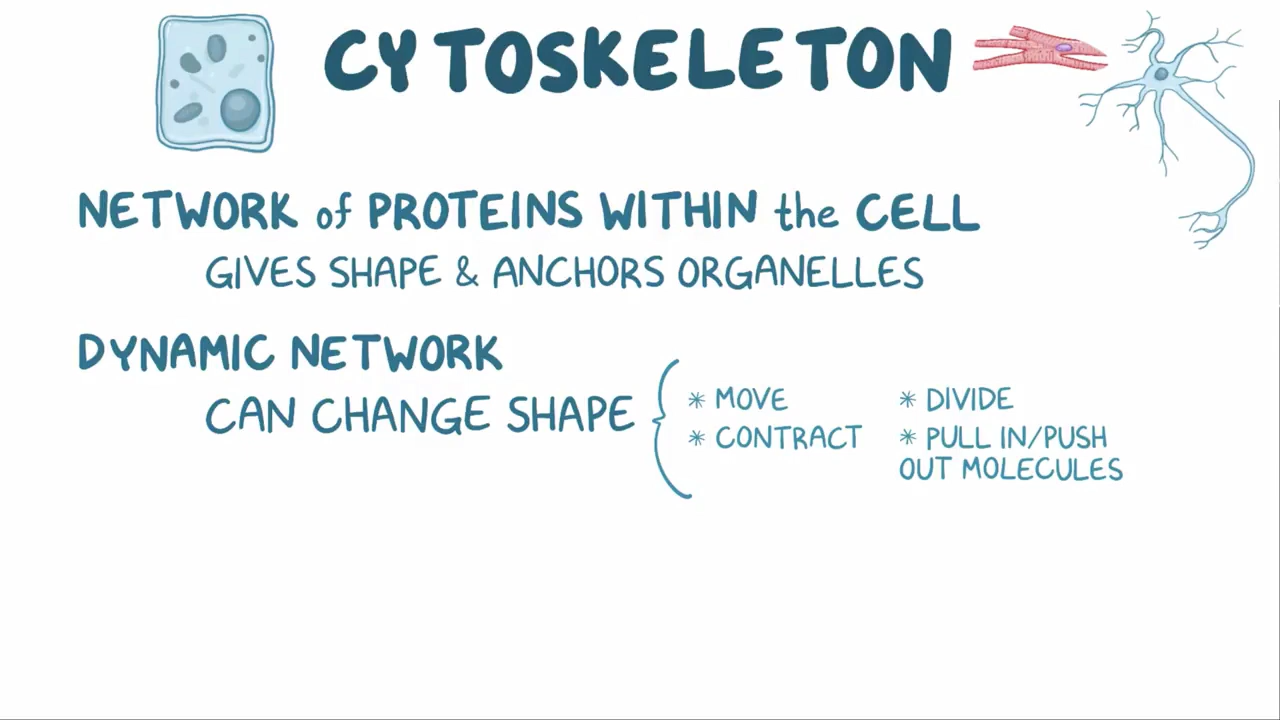 CYTOSKELETON
NETWORK of PROTEINS WITHIN the CELL
GIVES SHAPE & ANCHORS ORGANELLES
DYNAMIC NETWORK
CAN CHANGE SHAPE
* MOVE
* CONTRACT
* DIVIDE
* PULL IN/PUSH
OUT MOLECULES